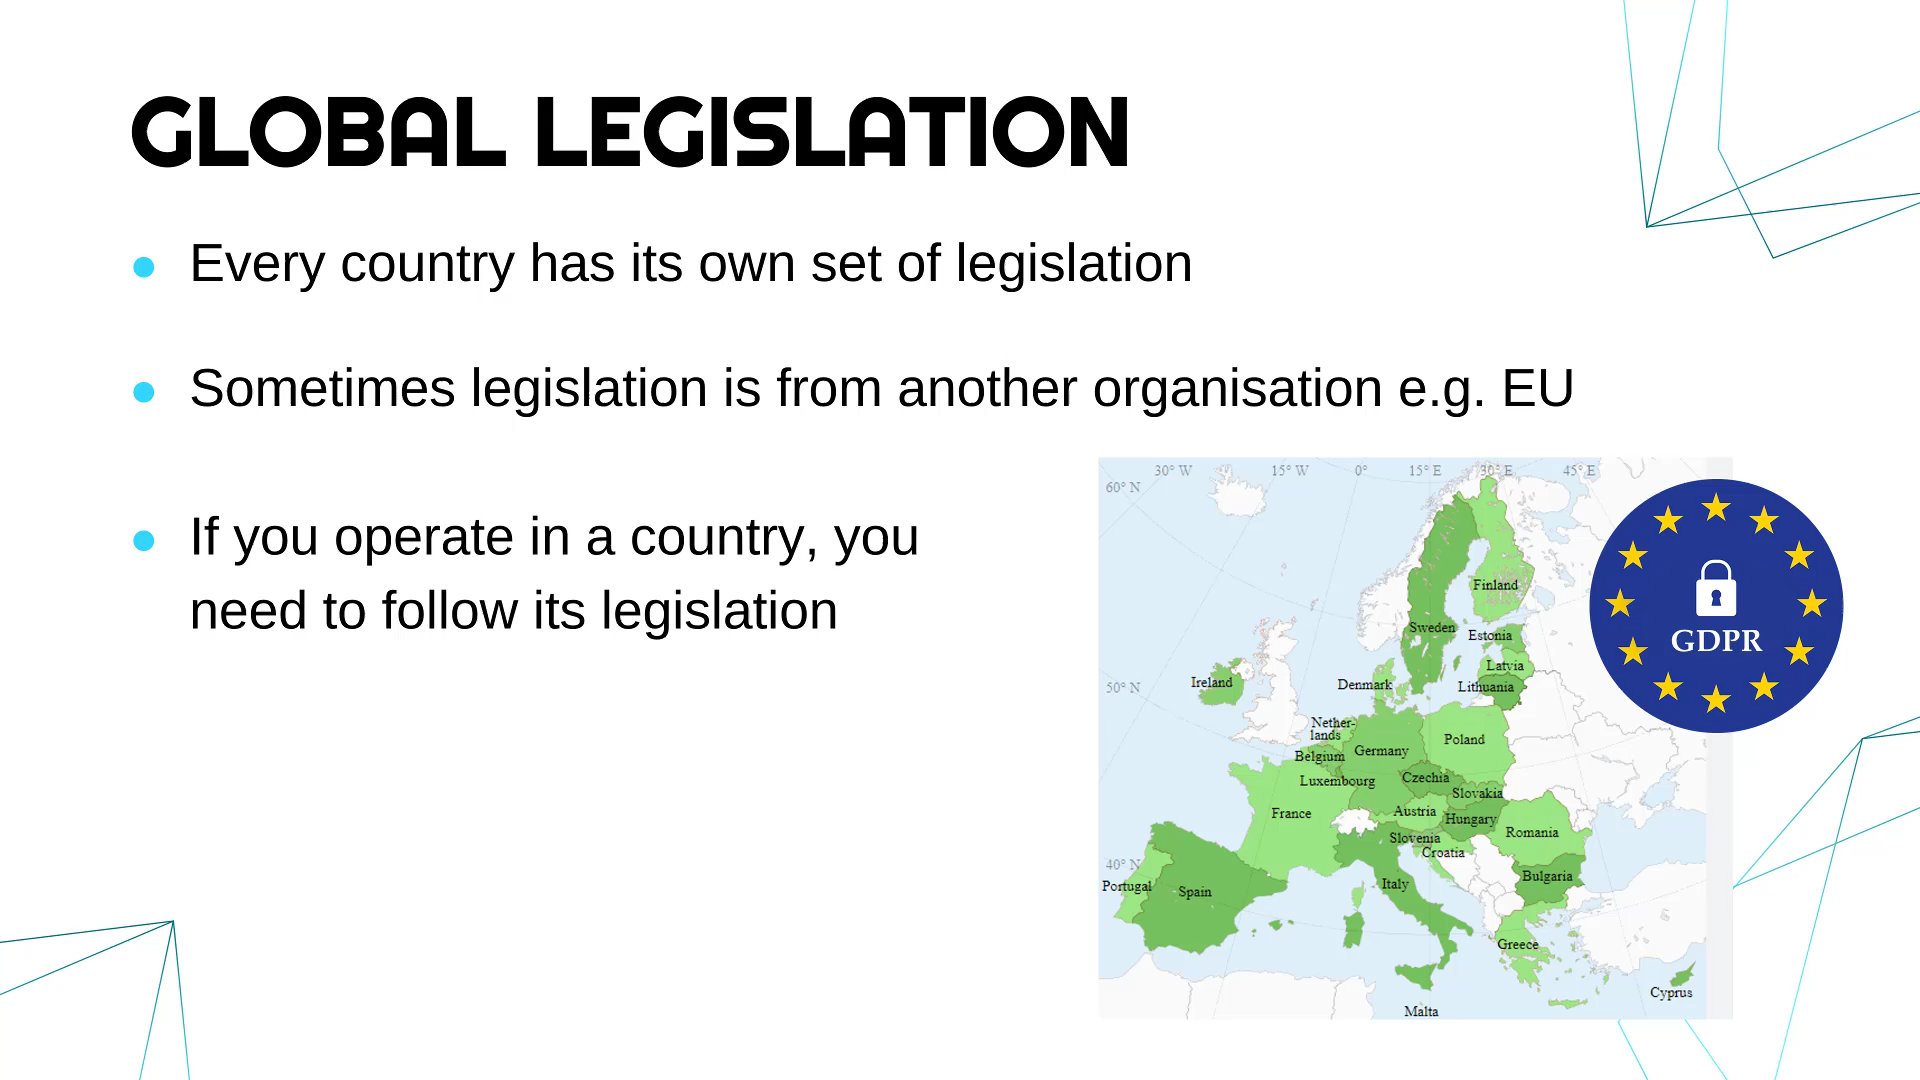 GLOBAL LEGISLATION
Every country has its own set of legislation
Sometimes legislation is from another organisation e.g. EU
If you operate in a country, you
need to follow its legislation
30° W
15° W
0°
15° E
30° E
45° E
60° N
50° N
40° N
Finland
Sweden
Estonia
Latvia
Lithuania
Ireland
Denmark
Nether-
lands
Belgium
Germany
Poland
Luxembourg
Czechia
Slovakia
France
Austria
Hungary
Romania
Slovenia
Croatia
Bulgaria
Portugal
Spain
Italy
Greece
Cyprus
Malta
GDPR